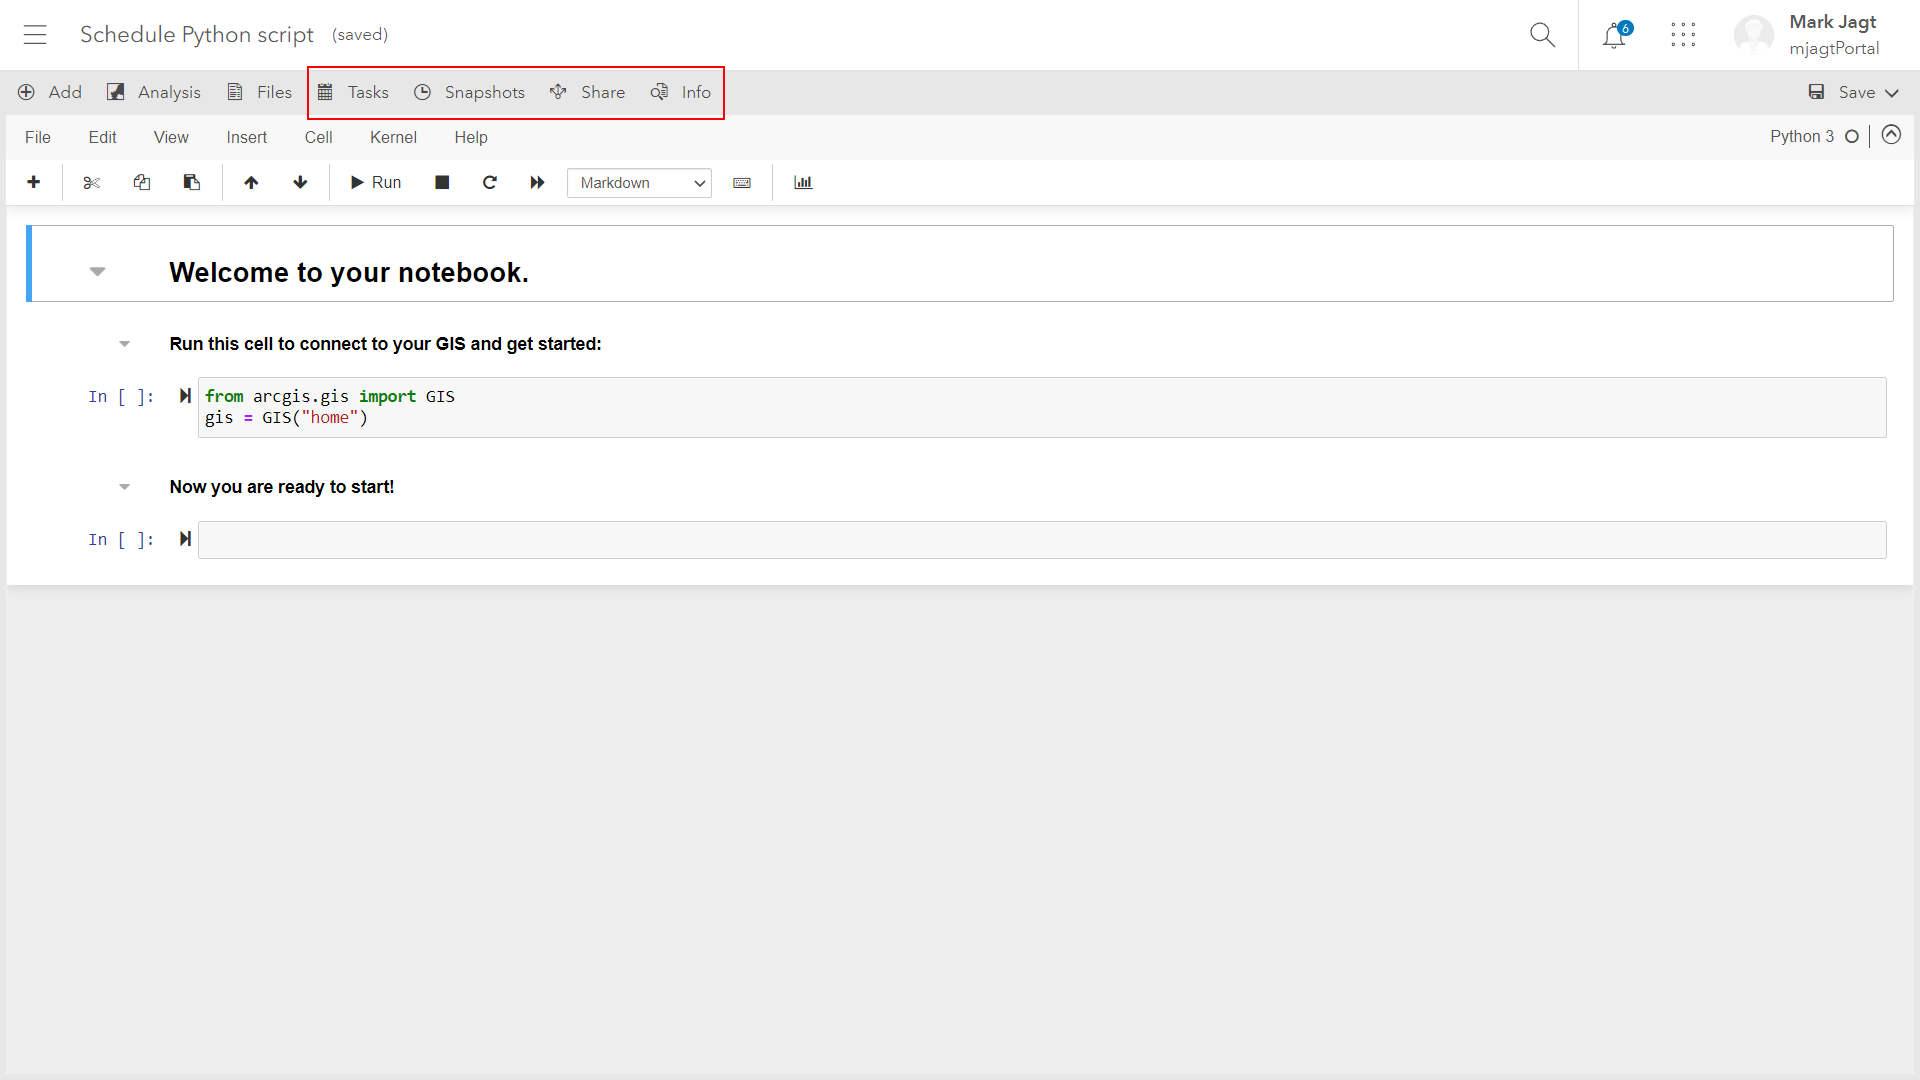 Schedule Python script (saved)
6
Mark Jagt
mjagtPortal
Add Analysis Files Tasks Snapshots Share Info Save
File Edit View Insert Cell Kernel Help Python 3
Run Markdown
Welcome to your notebook.
Run this cell to connect to your GIS and get started:
In [ ]: from arcgis.gis import GIS
gis = GIS("home")
Now you are ready to start!
In [ ]: